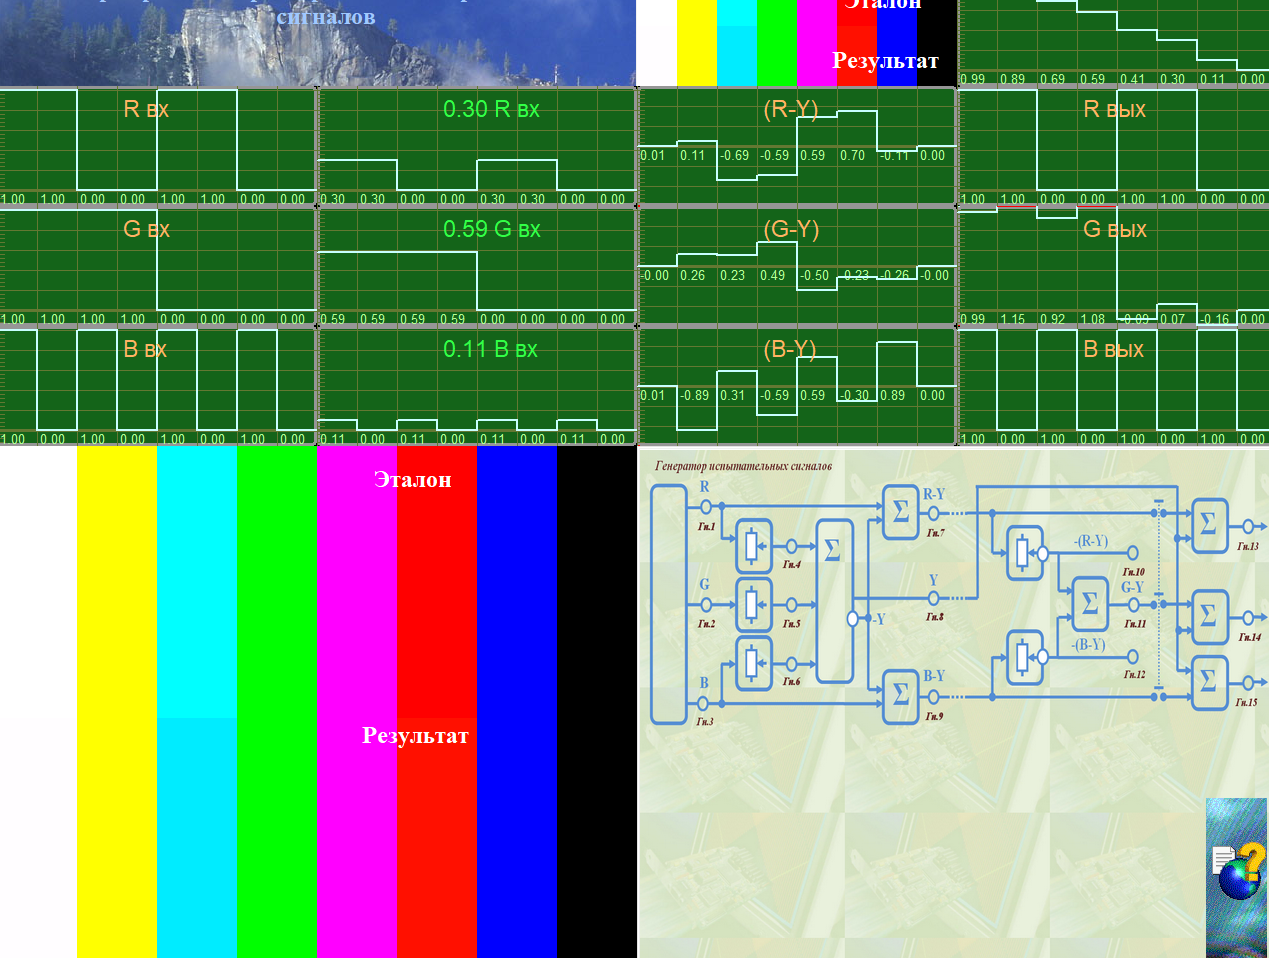 сигналов
Эталон
Результат
0.99 0.89 0.69 0.59 0.41 0.30 0.11 0.00
R вх
1.00 1.00 0.00 0.00 1.00 1.00 0.00 0.00
0.30 R вх
0.30 0.30 0.00 0.00 0.30 0.30 0.00 0.00
(R-Y)
0.01 0.11 -0.69 -0.59 0.59 0.70 -0.11 0.00
R вых
1.00 1.00 0.00 0.00 1.00 1.00 0.00 0.00
G вх
1.00 1.00 1.00 1.00 0.00 0.00 0.00 0.00
0.59 G вх
0.59 0.59 0.59 0.59 0.00 0.00 0.00 0.00
(G-Y)
-0.00 0.26 0.23 0.49 -0.50 -0.23 -0.26 -0.00
G вых
0.99 1.15 0.92 1.08 -0.09 0.07 -0.16 0.00
B вх
1.00 0.00 1.00 0.00 1.00 0.00 1.00 0.00
0.11 B вх
0.11 0.00 0.11 0.00 0.11 0.00 0.11 0.00
(B-Y)
0.01 -0.89 0.31 -0.59 0.59 -0.30 0.89 0.00
B вых
1.00 0.00 1.00 0.00 1.00 0.00 1.00 0.00
Эталон
Результат
Генератор испытательных сигналов
R
Гн.1
G
Гн.2
B
Гн.3
Гн.4
Гн.5
Гн.6
Σ
-Y
Σ
R-Y
Гн.7
Y
Гн.8
Σ
B-Y
Гн.9
-(R-Y)
Гн.10
Σ
G-Y
Гн.11
-(B-Y)
Гн.12
Σ
Гн.13
Σ
Гн.14
Σ
Гн.15